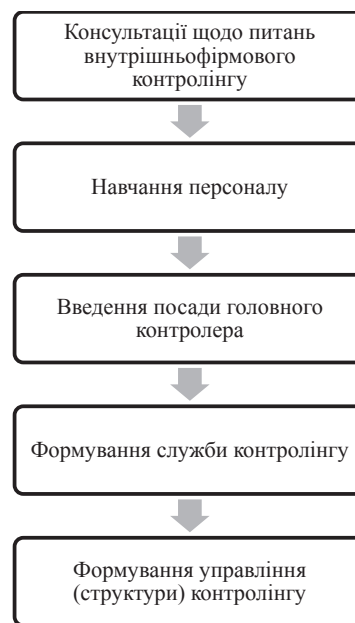 Консультації щодо питань
внутрішньофірмового
контролінгу
Навчання персоналу
Введення посади головного
контролера
Формування служби контролінгу
Формування управління
(структури) контролінгу